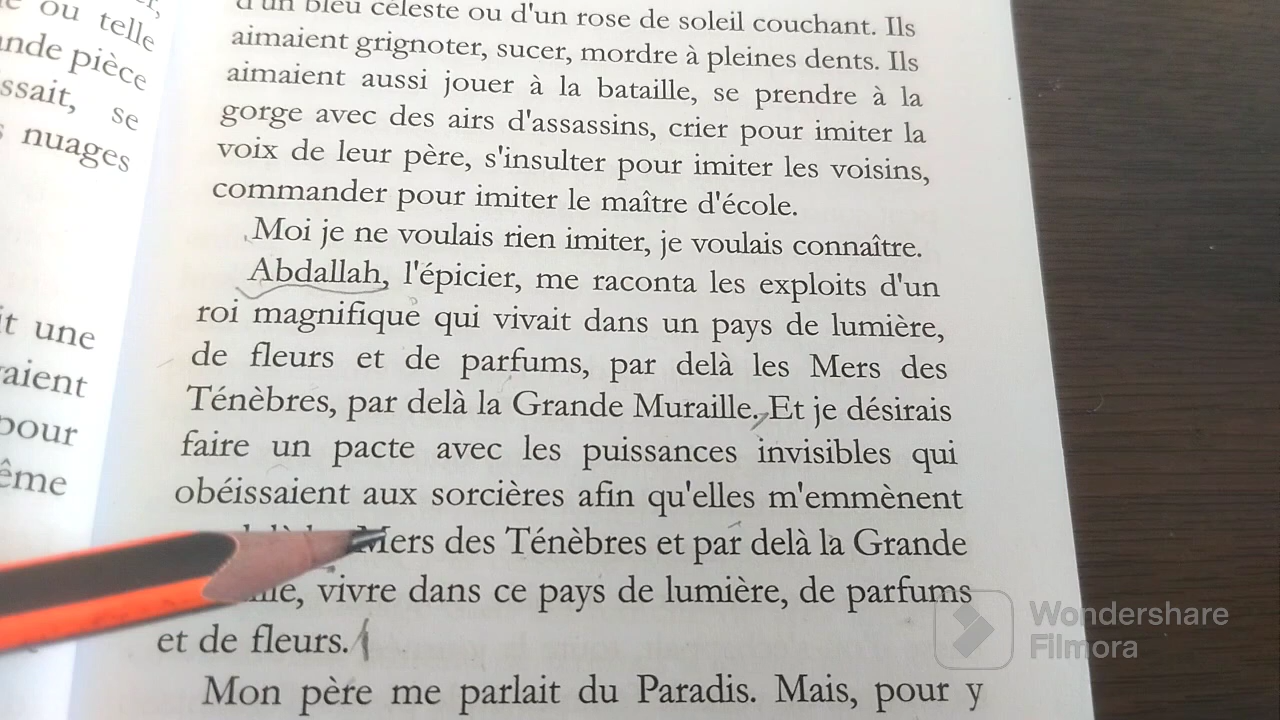 ou telle
nde pièce
ssait, se
nuages
t une
aient
pour
ême
d'un bleu céleste ou d'un rose de soleil couchant. Ils
aimaient grignoter, sucer, mordre à pleines dents. Ils
aimaient aussi jouer à la bataille, se prendre à la
gorge avec des airs d'assassins, crier pour imiter la
voix de leur père, s'insulter pour imiter les voisins,
commander pour imiter le maître d'école.
Moi je ne voulais rien imiter, je voulais connaître.
Abdallah, l'épicier, me raconta les exploits d'un
roi magnifique qui vivait dans un pays de lumière,
de fleurs et de parfums, par delà les Mers des
Ténèbres, par delà la Grande Muraille. Et je désirais
faire un pacte avec les puissances invisibles qui
obéissaient aux sorcières afin qu'elles m'emmènent
Mers des Ténèbres et par delà la Grande
vivre dans ce pays de lumière, de parfums
et de fleurs.
Mon père me parlait du Paradis. Mais, pour y
Wondershare
Filmora